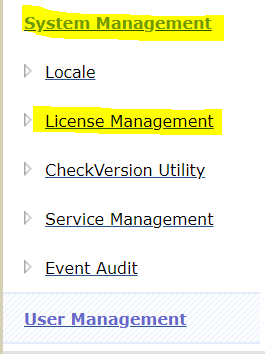 System Management
Locale
License Management
CheckVersion Utility
Service Management
Event Audit
User Management